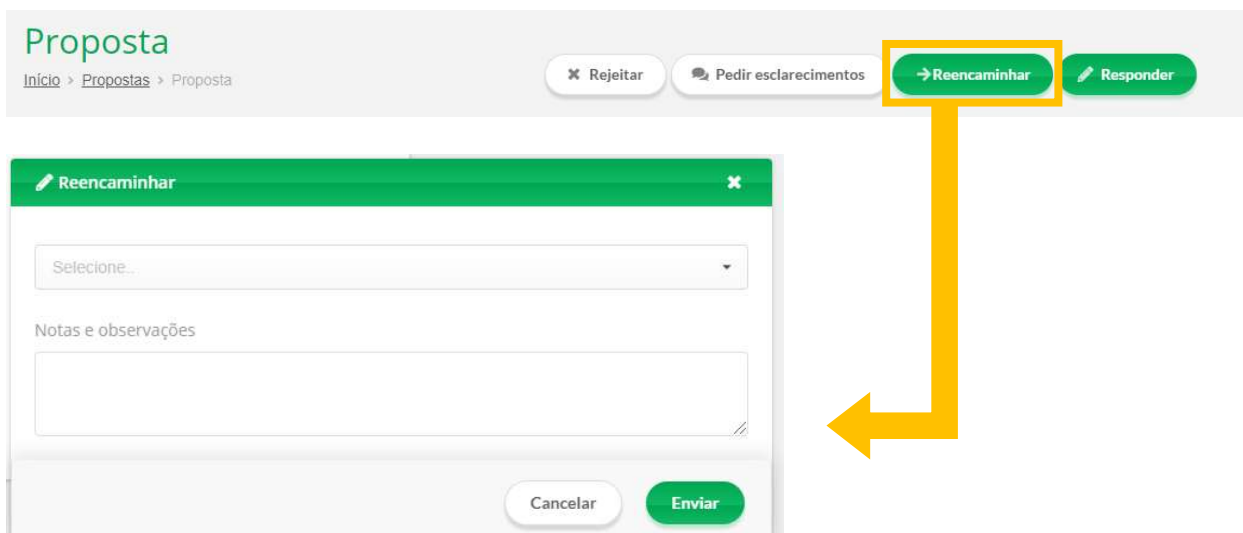 Proposta
Início > Propostas > Proposta
Rejeitar
Pedir esclarecimentos
Reencaminhar
Responder
Reencaminhar
Selecione..
Notas e observações
Cancelar
Enviar